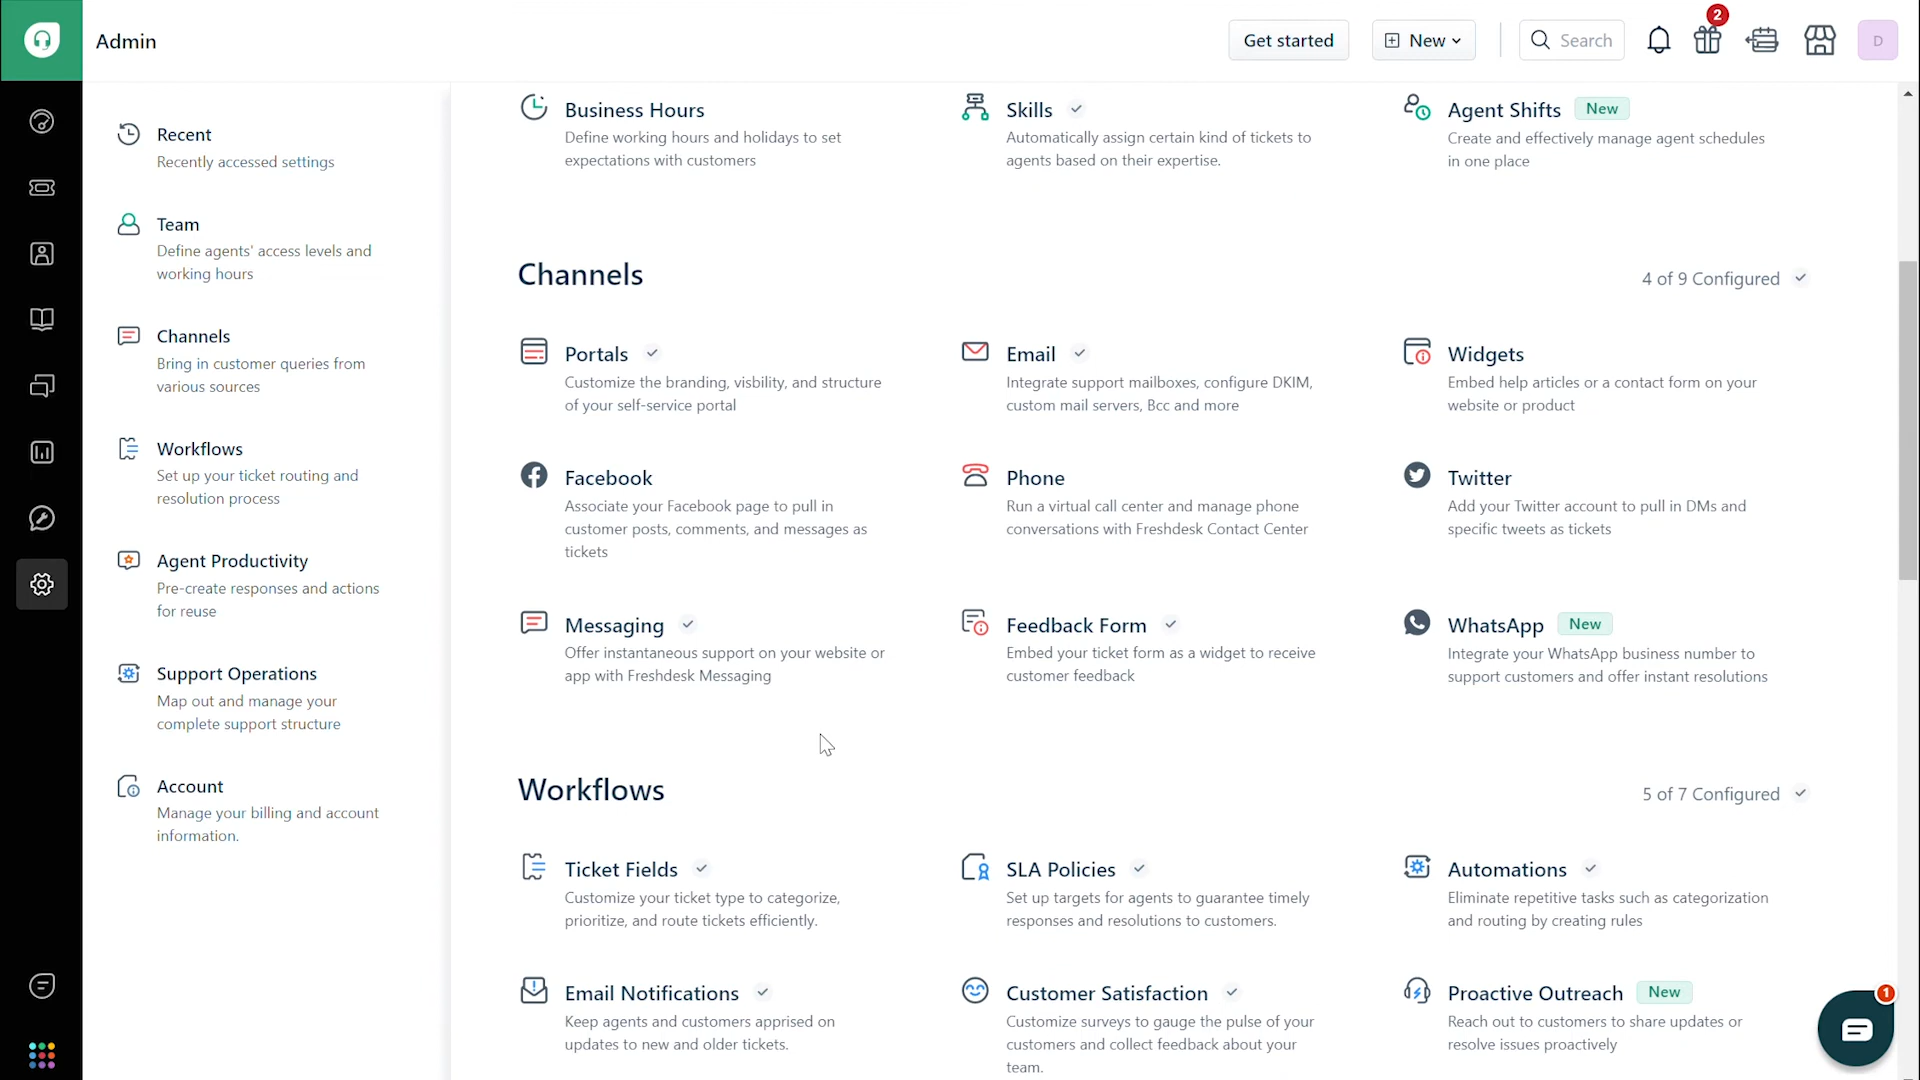 Admin
Get started
New
Search
2
D
Recent
Recently accessed settings
Team
Define agents' access levels and
working hours
Channels
Bring in customer queries from
various sources
Workflows
Set up your ticket routing and
resolution process
Agent Productivity
Pre-create responses and actions
for reuse
Support Operations
Map out and manage your
complete support structure
Account
Manage your billing and account
information.
Business Hours
Define working hours and holidays to set
expectations with customers
Skills
Automatically assign certain kind of tickets to
agents based on their expertise.
Agent Shifts New
Create and effectively manage agent schedules
in one place
Channels
4 of 9 Configured
Portals
Customize the branding, visbility, and structure
of your self-service portal
Email
Integrate support mailboxes, configure DKIM,
custom mail servers, Bcc and more
Widgets
Embed help articles or a contact form on your
website or product
Facebook
Associate your Facebook page to pull in
customer posts, comments, and messages as
tickets
Phone
Run a virtual call center and manage phone
conversations with Freshdesk Contact Center
Twitter
Add your Twitter account to pull in DMs and
specific tweets as tickets
Messaging
Offer instantaneous support on your website or
app with Freshdesk Messaging
Feedback Form
Embed your ticket form as a widget to receive
customer feedback
WhatsApp New
Integrate your WhatsApp business number to
support customers and offer instant resolutions
Workflows
5 of 7 Configured
Ticket Fields
Customize your ticket type to categorize,
prioritize, and route tickets efficiently.
SLA Policies
Set up targets for agents to guarantee timely
responses and resolutions to customers.
Automations
Eliminate repetitive tasks such as categorization
and routing by creating rules
Email Notifications
Keep agents and customers apprised on
updates to new and older tickets.
Customer Satisfaction
Customize surveys to gauge the pulse of your
customers and collect feedback about your
team.
Proactive Outreach New
Reach out to customers to share updates or
resolve issues proactively
1